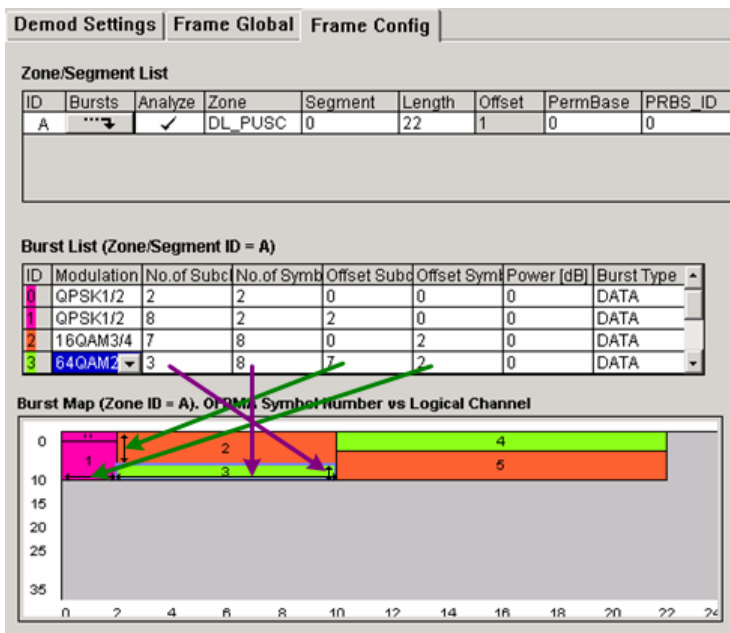 Demod Settings Frame Global Frame Config
Zone/Segment List
ID Bursts Analyze Zone Segment Length Offset PermBase PRBS_ID
A DL_PUSC 0 22 1 0 0
Burst List (Zone/Segment ID = A)
ID Modulation No.of Subcl No.of Symb Offset Subc Offset Symb Power [dB] Burst Type
0 QPSK1/2 2 2 0 0 0 DATA
1 QPSK1/2 8 2 2 0 0 DATA
2 16QAM3/4 7 8 0 2 0 DATA
3 64QAM2 3 8 7 2 0 DATA
Burst Map (Zone ID = A). OFDMA Symbol Number vs Logical Channel
0 2 4
1 3 5
10
15
20
25
35
0 2 4 6 8 10 12 14 16 18 20 22 24